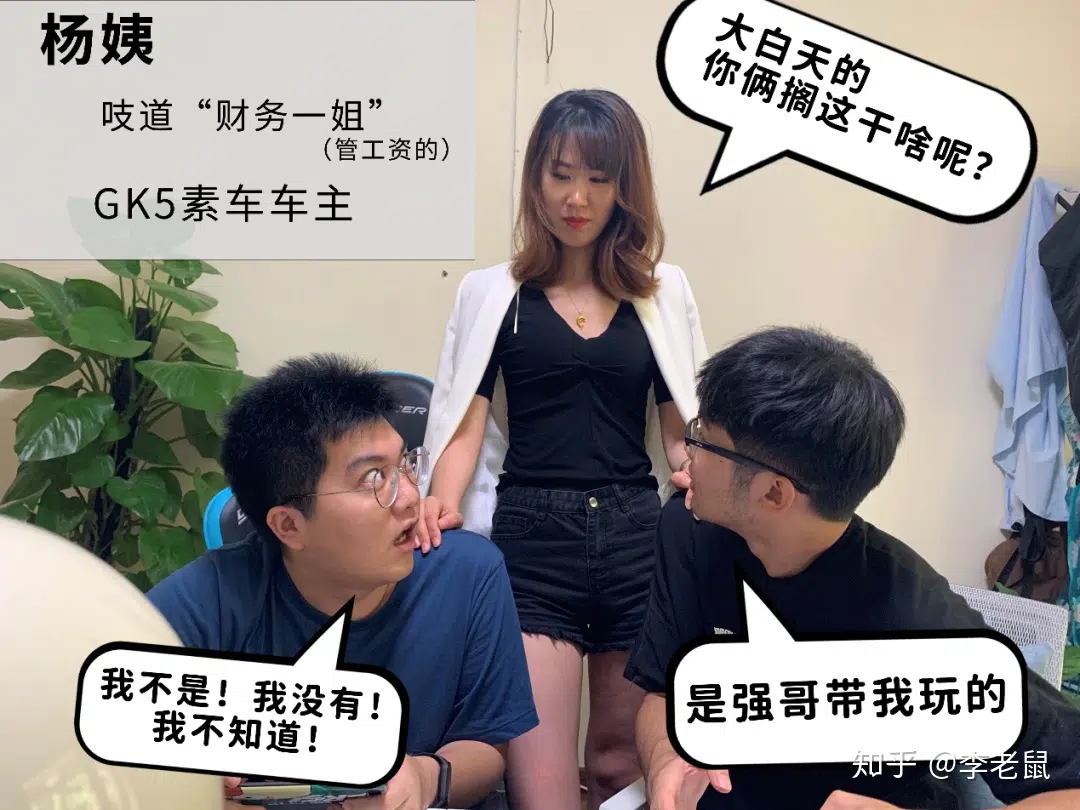 杨姨
吱道“财务一姐”
（管工资的）
GK5素车车主
大白天的
你俩搁这干啥呢？
我不是！我没有！
我不知道！
是强哥带我玩的
知乎 @李老鼠